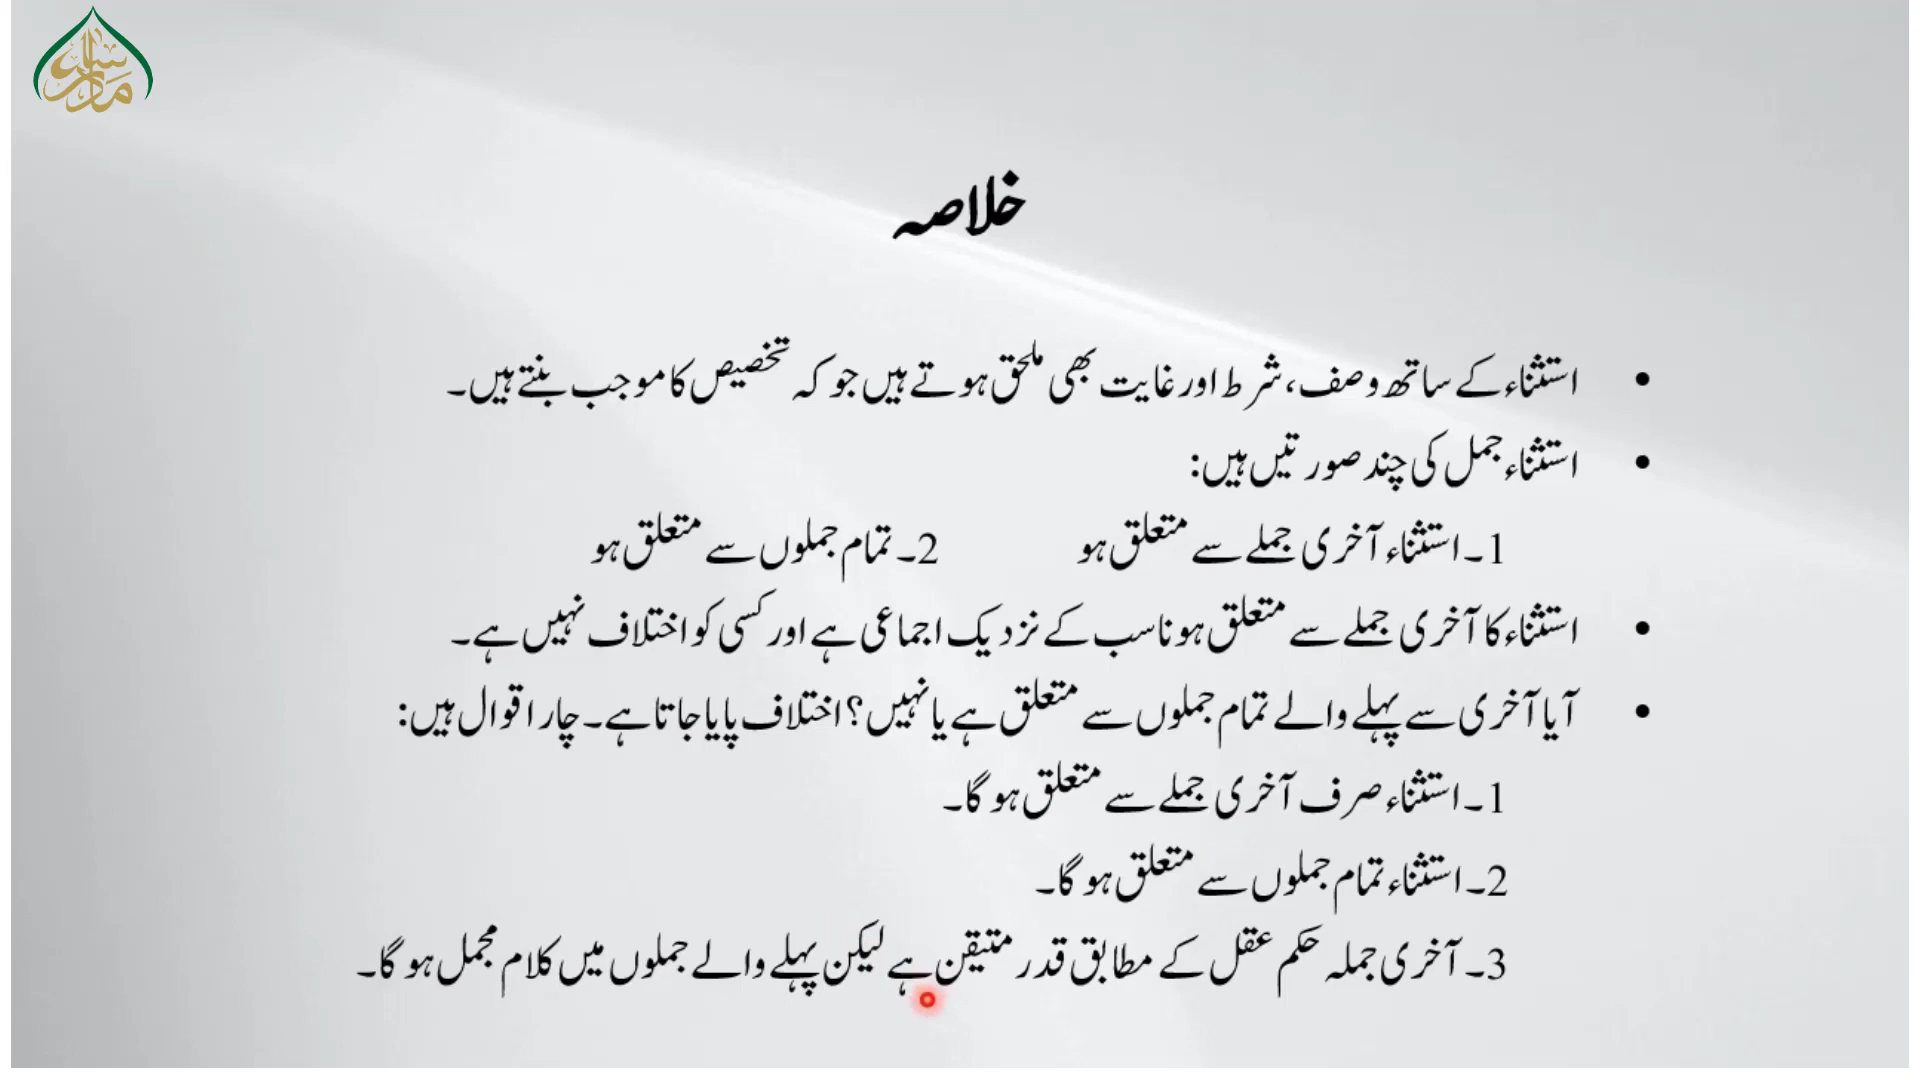 خلاصہ
استثناء کے ساتھ وصف، شرط اور غایت بھی ملحق ہوتے ہیں جو کہ تخصیص کا موجب بنتے ہیں۔
استثناء جمل کی چند صورتیں ہیں:
1۔ استثناء آخری جملے سے متعلق ہو 2۔ تمام جملوں سے متعلق ہو
استثناء کا آخری جملے سے متعلق ہونا سب کے نزدیک اجماعی ہے اور کسی کو اختلاف نہیں ہے۔
آیا آخری سے پہلے والے تمام جملوں سے متعلق ہے یا نہیں؟ اختلاف پایا جاتا ہے۔ چار اقوال ہیں:
1۔ استثناء صرف آخری جملے سے متعلق ہو گا۔
2۔ استثناء تمام جملوں سے متعلق ہو گا۔
3۔ آخری جملہ حکم عقل کے مطابق قدر متیقن ہے لیکن پہلے والے جملوں میں کلام مجمل ہو گا۔